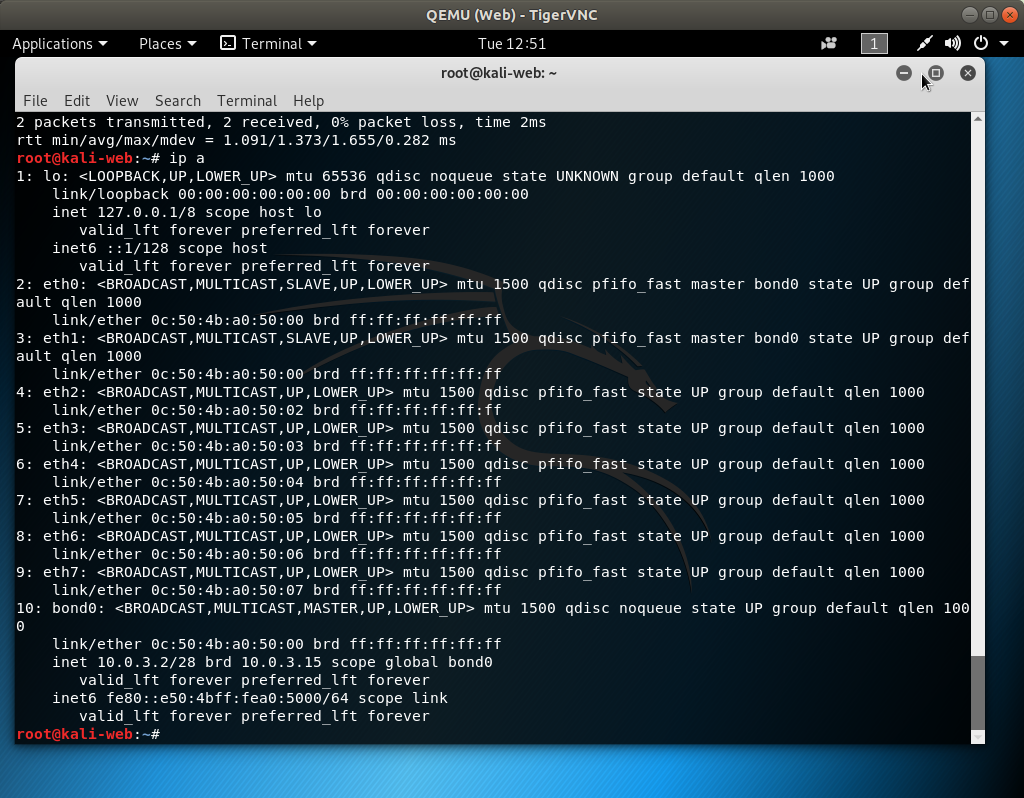 QEMU (Web) - TigerVNC
Applications Places Terminal Tue 12:51 1
root@kali-web: ~
File Edit View Search Terminal Help
2 packets transmitted, 2 received, 0% packet loss, time 2ms
rtt min/avg/max/mdev = 1.091/1.373/1.655/0.282 ms
root@kali-web:~# ip a
1: lo: <LOOPBACK,UP,LOWER_UP> mtu 65536 qdisc noqueue state UNKNOWN group default qlen 1000
    link/loopback 00:00:00:00:00:00 brd 00:00:00:00:00:00
    inet 127.0.0.1/8 scope host lo
       valid_lft forever preferred_lft forever
    inet6 ::1/128 scope host
       valid_lft forever preferred_lft forever
2: eth0: <BROADCAST,MULTICAST,SLAVE,UP,LOWER_UP> mtu 1500 qdisc pfifo_fast master bond0 state UP group def
ault qlen 1000
    link/ether 0c:50:4b:a0:50:00 brd ff:ff:ff:ff:ff:ff
3: eth1: <BROADCAST,MULTICAST,SLAVE,UP,LOWER_UP> mtu 1500 qdisc pfifo_fast master bond0 state UP group def
ault qlen 1000
    link/ether 0c:50:4b:a0:50:00 brd ff:ff:ff:ff:ff:ff
4: eth2: <BROADCAST,MULTICAST,UP,LOWER_UP> mtu 1500 qdisc pfifo_fast state UP group default qlen 1000
    link/ether 0c:50:4b:a0:50:02 brd ff:ff:ff:ff:ff:ff
5: eth3: <BROADCAST,MULTICAST,UP,LOWER_UP> mtu 1500 qdisc pfifo_fast state UP group default qlen 1000
    link/ether 0c:50:4b:a0:50:03 brd ff:ff:ff:ff:ff:ff
6: eth4: <BROADCAST,MULTICAST,UP,LOWER_UP> mtu 1500 qdisc pfifo_fast state UP group default qlen 1000
    link/ether 0c:50:4b:a0:50:04 brd ff:ff:ff:ff:ff:ff
7: eth5: <BROADCAST,MULTICAST,UP,LOWER_UP> mtu 1500 qdisc pfifo_fast state UP group default qlen 1000
    link/ether 0c:50:4b:a0:50:05 brd ff:ff:ff:ff:ff:ff
8: eth6: <BROADCAST,MULTICAST,UP,LOWER_UP> mtu 1500 qdisc pfifo_fast state UP group default qlen 1000
    link/ether 0c:50:4b:a0:50:06 brd ff:ff:ff:ff:ff:ff
9: eth7: <BROADCAST,MULTICAST,UP,LOWER_UP> mtu 1500 qdisc pfifo_fast state UP group default qlen 1000
    link/ether 0c:50:4b:a0:50:07 brd ff:ff:ff:ff:ff:ff
10: bond0: <BROADCAST,MULTICAST,MASTER,UP,LOWER_UP> mtu 1500 qdisc noqueue state UP group default qlen 100
0
    link/ether 0c:50:4b:a0:50:00 brd ff:ff:ff:ff:ff:ff
    inet 10.0.3.2/28 brd 10.0.3.15 scope global bond0
       valid_lft forever preferred_lft forever
    inet6 fe80::e50:4bff:fea0:5000/64 scope link
       valid_lft forever preferred_lft forever
root@kali-web:~#